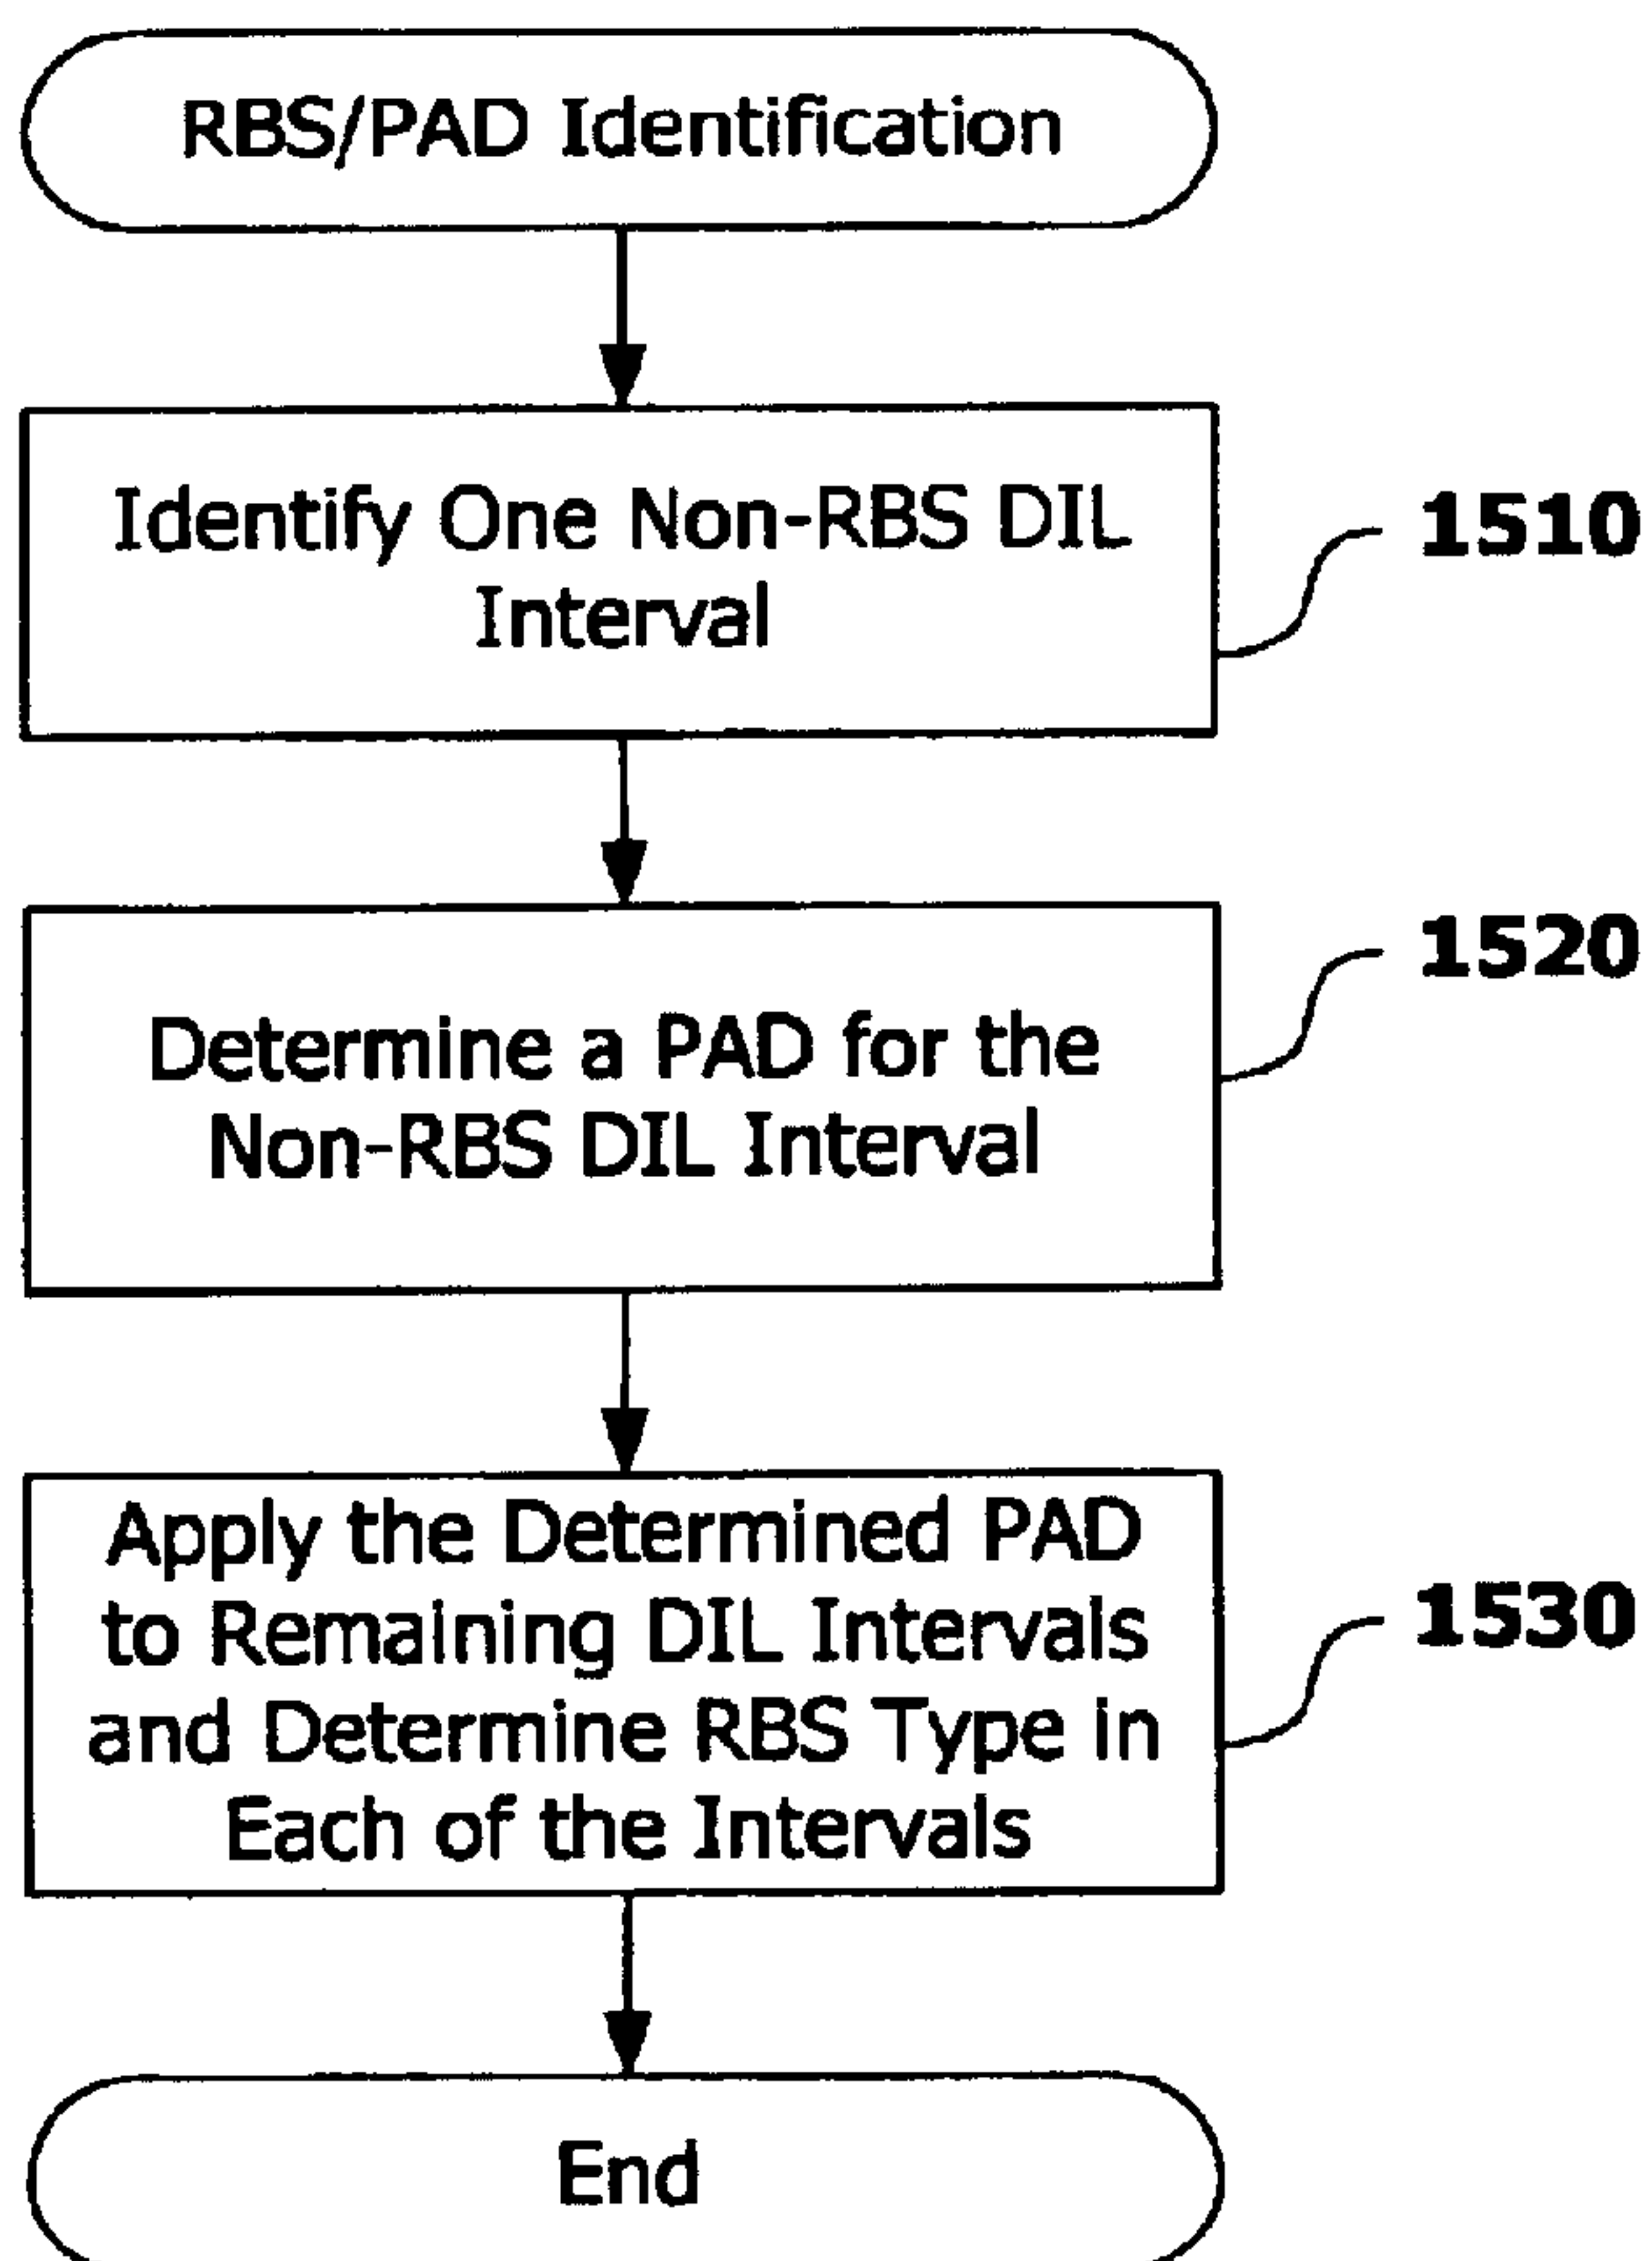 RBS/PAD Identification
Identify One Non-RBS DIL
Interval
1510
Determine a PAD for the
Non-RBS DIL Interval
1520
Apply the Determined PAD
to Remaining DIL Intervals
and Determine RBS Type in
Each of the Intervals
1530
End